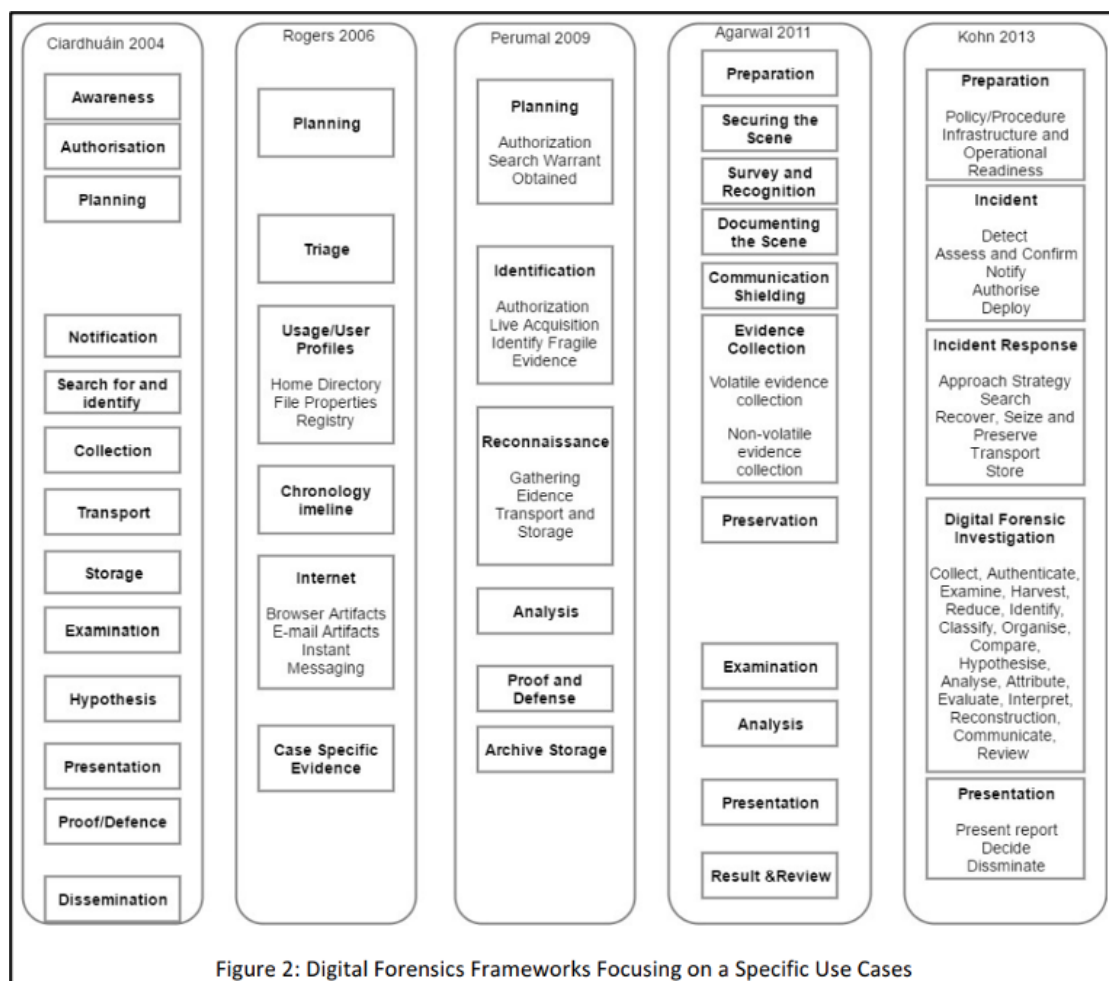 Ciardhuáin 2004
Awareness
Authorisation
Planning
Notification
Search for and
identify
Collection
Transport
Storage
Examination
Hypothesis
Presentation
Proof/Defence
Dissemination
Rogers 2006
Planning
Triage
Usage/User
Profiles
Home Directory
File Properties
Registry
Chronology
imeline
Internet
Browser Artifacts
E-mail Artifacts
Instant
Messaging
Case Specific
Evidence
Perumal 2009
Planning
Authorization
Search Warrant
Obtained
Identification
Authorization
Live Acquisition
Identify Fragile
Evidence
Reconnaissance
Gathering
Eidence
Transport and
Storage
Analysis
Proof and
Defense
Archive Storage
Agarwal 2011
Preparation
Securing the
Scene
Survey and
Recognition
Documenting
the Scene
Communication
Shielding
Evidence
Collection
Volatile evidence
collection
Non-volatile
evidence
collection
Preservation
Examination
Analysis
Presentation
Result &Review
Kohn 2013
Preparation
Policy/Procedure
Infrastructure and
Operational
Readiness
Incident
Detect
Assess and Confirm
Notify
Authorise
Deploy
Incident Response
Approach Strategy
Search
Recover, Seize and
Preserve
Transport
Store
Digital Forensic
Investigation
Collect, Authenticate,
Examine, Harvest,
Reduce, Identify,
Classify, Organise,
Compare,
Hypothesise,
Analyse, Attribute,
Evaluate, Interpret,
Reconstruction,
Communicate,
Review
Presentation
Present report
Decide
Dissminate
Figure 2: Digital Forensics Frameworks Focusing on a Specific Use Cases